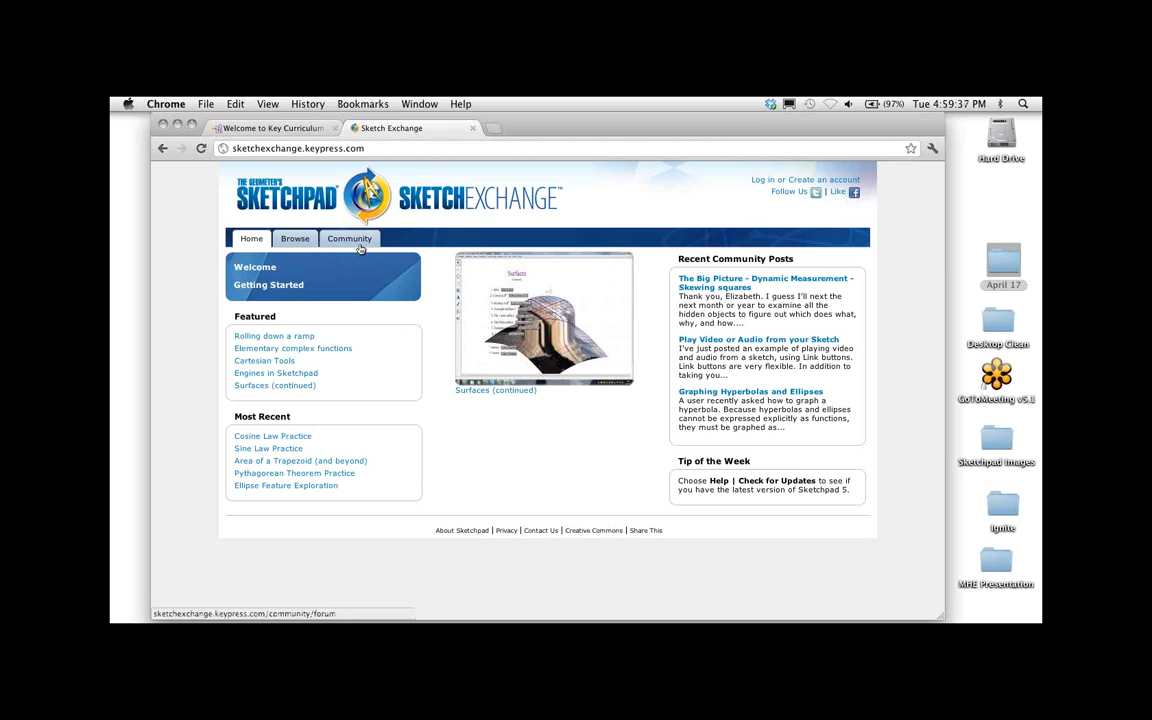 Chrome File Edit View History Bookmarks Window Help (97%) Tue 4:59:37 PM
Welcome to Key Curriculum Sketch Exchange
sketchexchange.keypress.com
Hard Drive
THE GEOMETER'S
SKETCHPAD SKETCHEXCHANGE™
Log in or Create an account
Follow Us | Like
Home Browse Community
Welcome
Getting Started
Featured
Rolling down a ramp
Elementary complex functions
Cartesian Tools
Engines in Sketchpad
Surfaces (continued)
Most Recent
Cosine Law Practice
Sine Law Practice
Area of a Trapezoid (and beyond)
Pythagorean Theorem Practice
Ellipse Feature Exploration
Surfaces
Surfaces (continued)
Recent Community Posts
The Big Picture - Dynamic Measurement -
Skewing squares
Thank you, Elizabeth. I guess I'll next the
next month or year to examine all the
hidden objects to figure out which does what,
why, and how....
Play Video or Audio from your Sketch
I've just posted an example of playing video
and audio from a sketch, using Link buttons.
Link buttons are very flexible. In addition to
taking you...
Graphing Hyperbolas and Ellipses
A user recently asked how to graph a
hyperbola. Because hyperbolas and ellipses
cannot be expressed explicitly as functions,
they must be graphed as...
Tip of the Week
Choose Help | Check for Updates to see if
you have the latest version of Sketchpad 5.
About Sketchpad | Privacy | Contact Us | Creative Commons | Share This
sketchexchange.keypress.com/community/forum
April 17
Desktop Clean
GoToMeeting v5.1
Sketchpad Images
Ignite
MHE Presentation